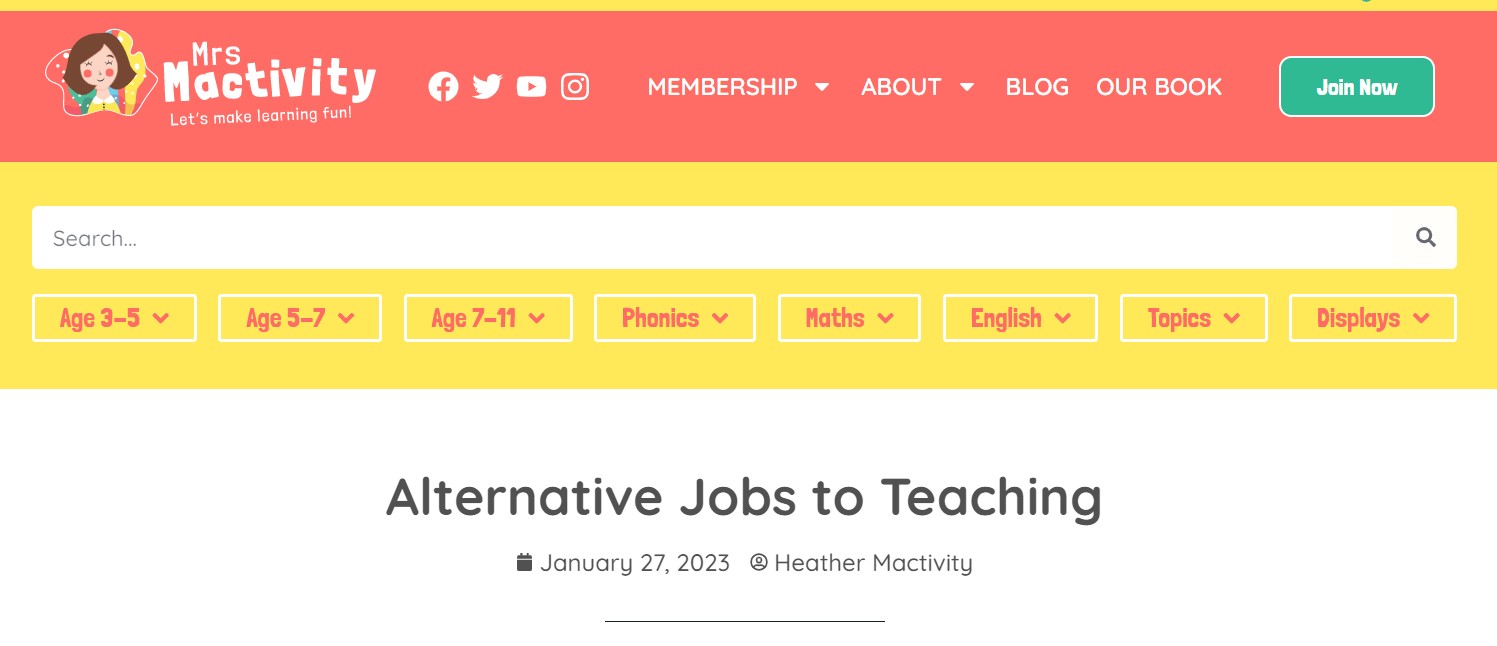 Mrs
Mactivity
Let's make learning fun!
MEMBERSHIP ABOUT BLOG OUR BOOK Join Now
Search...
Age 3–5 Age 5–7 Age 7–11 Phonics Maths English Topics Displays
Alternative Jobs to Teaching
January 27, 2023 Heather Mactivity